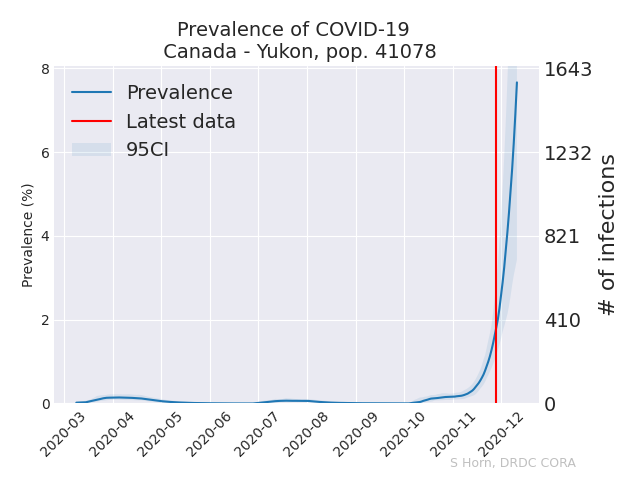 Prevalence of COVID-19
Canada - Yukon, pop. 41078
Prevalence
Latest data
95CI
Prevalence (%)
8
6
4
2
0
1643
1232
821
410
0
# of infections
2020-03
2020-04
2020-05
2020-06
2020-07
2020-08
2020-09
2020-10
2020-11
2020-12
S Horn, DRDC CORA